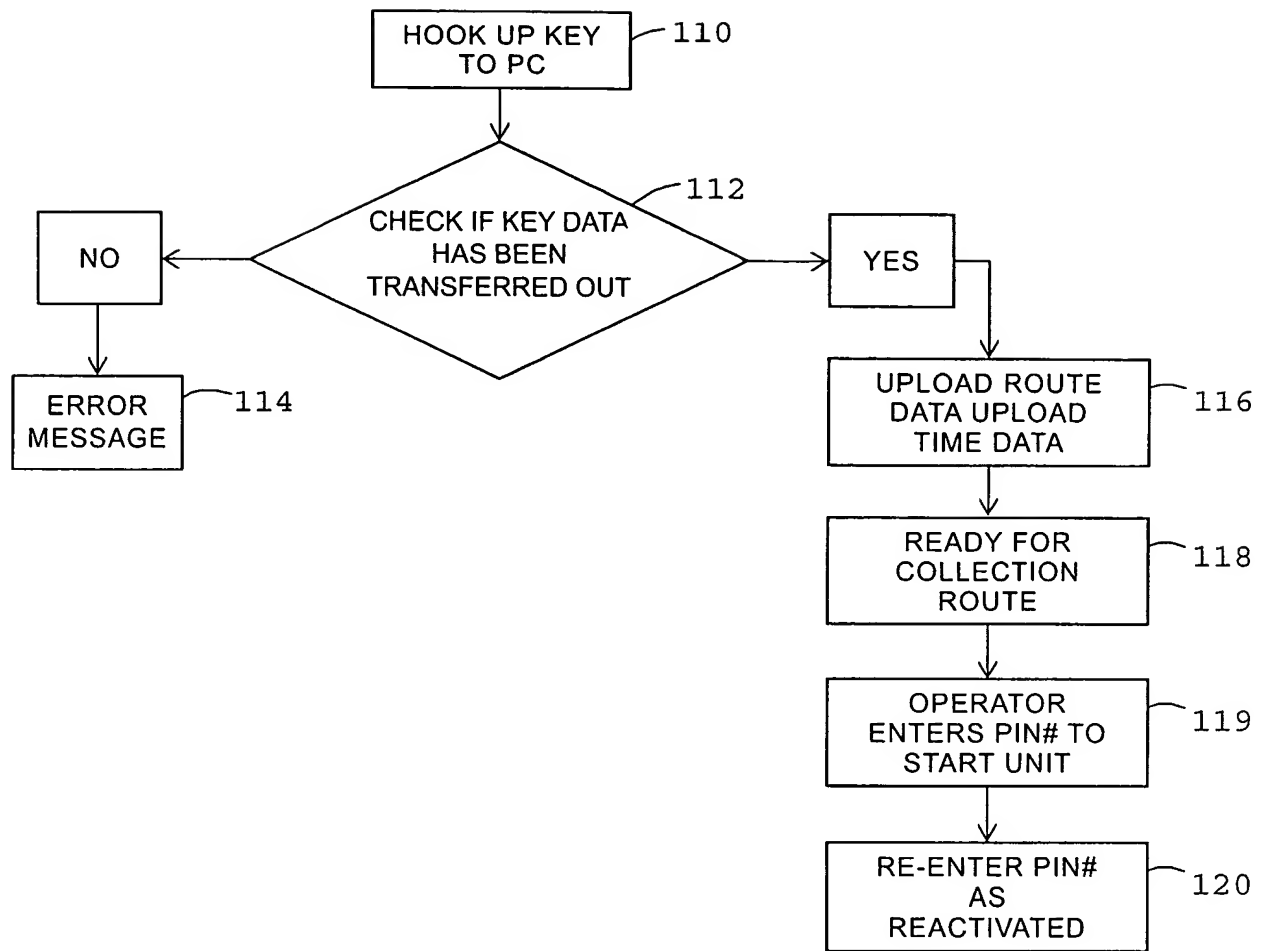 HOOK UP KEY
TO PC
110
112
CHECK IF KEY DATA
HAS BEEN
TRANSFERRED OUT
NO
YES
ERROR
MESSAGE
114
UPLOAD ROUTE
DATA UPLOAD
TIME DATA
116
READY FOR
COLLECTION
ROUTE
118
OPERATOR
ENTERS PIN# TO
START UNIT
119
RE-ENTER PIN#
AS
REACTIVATED
120